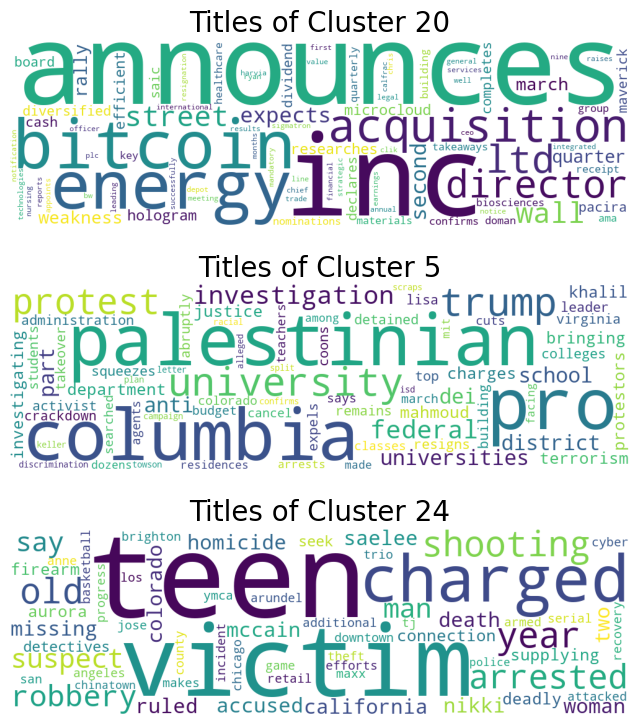 Titles of Cluster 20
announces
board
rally
efficient
saic
resignation
healthcare
ryde
harvia
dividend
first
value
quarterly
calfrac
legal
building
general
services
well
completes
nine
raises
march
maverick
diversified
street
international
expects
microcloud
acquisition
group
cash
officer
bitcoin
results
sigmatron
researches
takeaways
ceo
ltd
integrated
quarter
notification
plc
key
months
clik
second
receipt
technologies
nursing
reports
appoints
bw
leading
energy
successfully
depot
meeting
mandatory
inc
line
chief
trade
financial
declares
strategic
earnings
annual
director
biosciences
pacira
weakness
hologram
nominations
materials
confirms
notice
doman
wall
ama
Titles of Cluster 5
protest
investigation
scraps
lisa
trump
khalil
leader
administration
racial
justice
abruptly
among
detained
cuts
virginia
palestinian
investigating
students
takeover
part
alleged
teachers
coons
mit
bringing
colleges
protestors
squeezes
letter
split
top
charges
school
department
university
plan
activist
anti
colorado
says
march
dei
crackdown
searched
agents
budget
cancel
remains
mahmoud
building
facing
pro
columbia
campaign
confirms
expels
isd
federal
district
keller
classes
resigns
discrimination
dozens
towson
residences
arrests
made
universities
terrorism
Titles of Cluster 24
say
basketball
brighton
homicide
seek
saelee
shooting
cyber
anne
firearm
progress
los
teen
colorado
trio
charged
old
ymca
arundel
man
aurora
jose
additional
tj
death
armed
serial
two
recovery
missing
mccain
downtown
connection
year
detectives
county
victim
incident
chicago
game
theft
maxx
police
supplying
suspect
angeles
retail
efforts
arrested
san
chinatown
makes
deadly
attacked
robbery
ruled
accused
california
nikki
woman